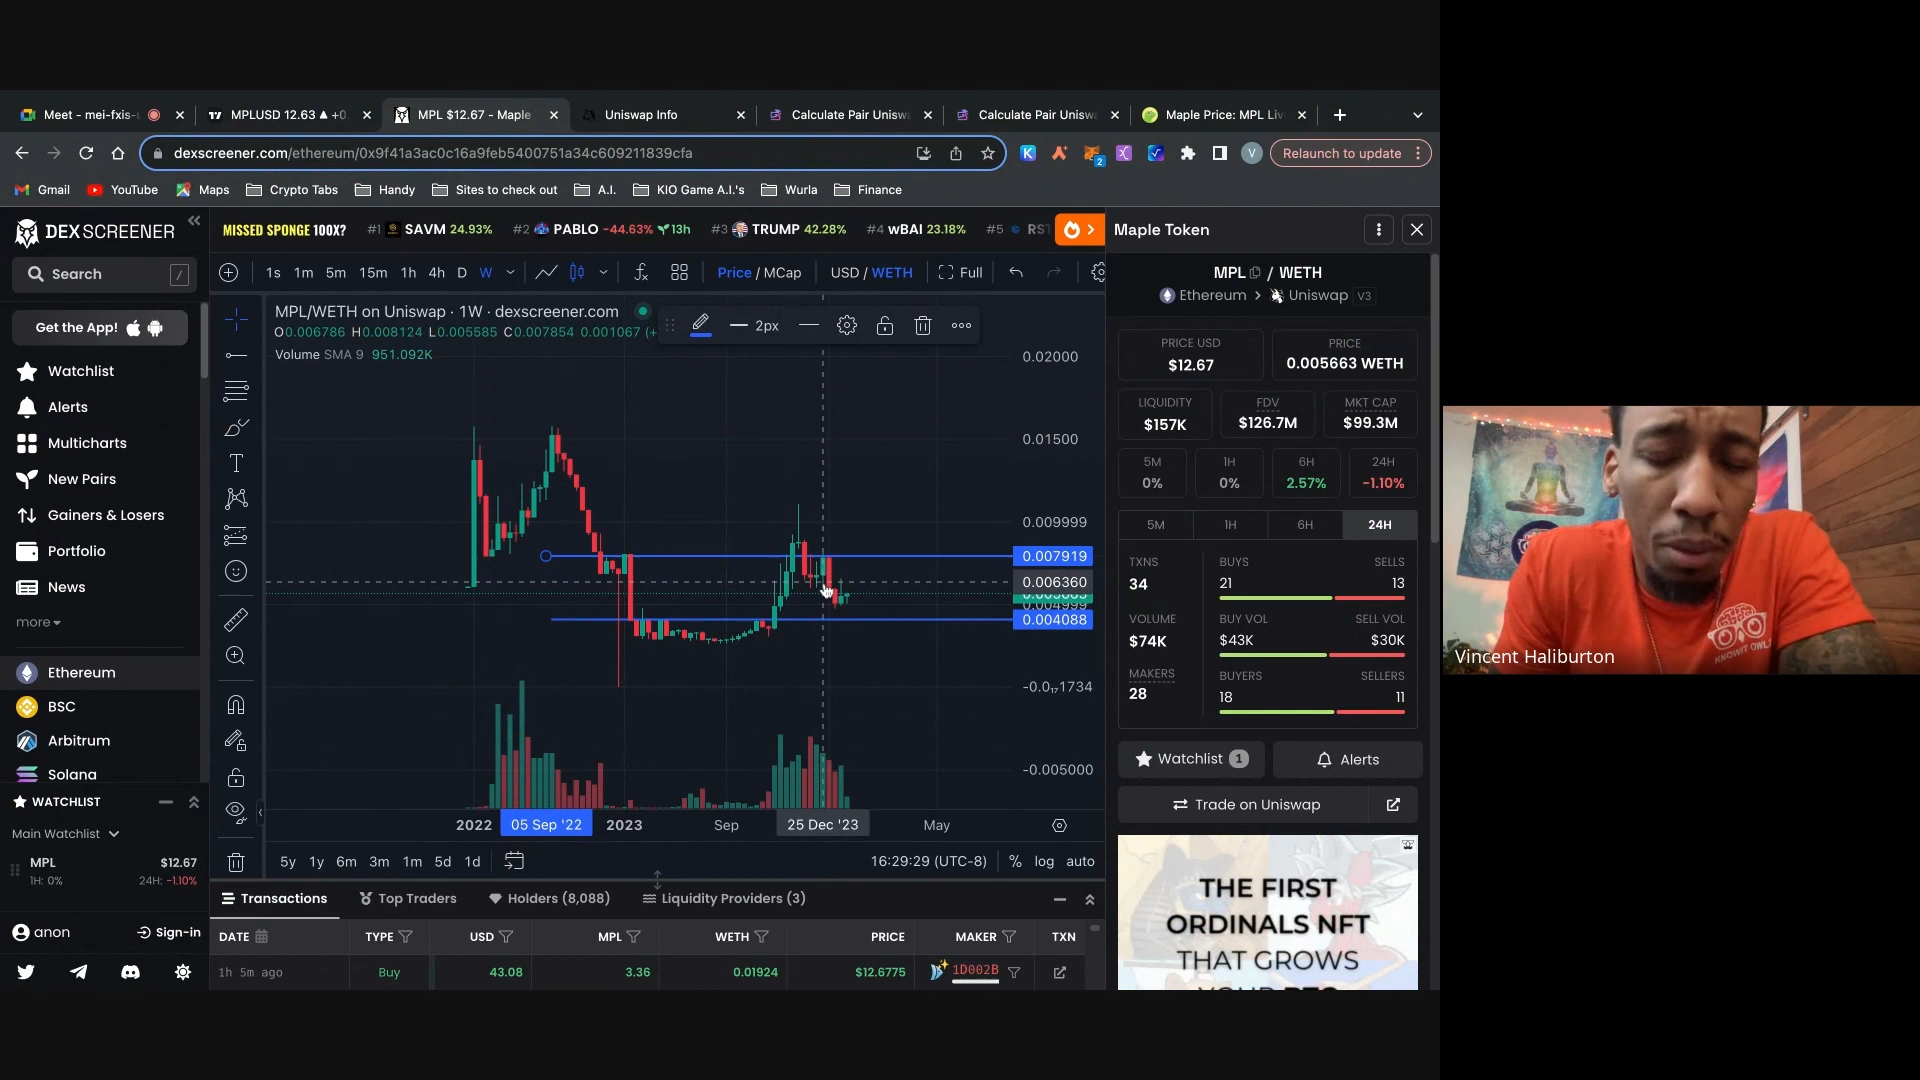 Meet - mei-fxis-
MPLUSD 12.63 ▲ +0
MPL $12.67 - Maple
Uniswap Info
Calculate Pair Uniswa
Calculate Pair Uniswa
Maple Price: MPL Liv
dexscreener.com/ethereum/0x9f41a3ac0c16a9feb5400751a34c609211839cfa
2
V
Relaunch to update
Gmail
YouTube
Maps
Crypto Tabs
Handy
Sites to check out
A.I.
KIO Game A.I.'s
Wurla
Finance
DEX SCREENER
MISSED SPONGE 100X?
#1 SAVM 24.93%
#2 PABLO -44.63% 13h
#3 TRUMP 42.28%
#4 wBAI 23.18%
#5 RS
Maple Token
Search /
1s 1m 5m 15m 1h 4h D W
Price / MCap
USD / WETH
Full
MPL / WETH
Ethereum > Uniswap V3
Get the App!
Watchlist
Alerts
Multicharts
New Pairs
Gainers & Losers
Portfolio
News
more
Ethereum
BSC
Arbitrum
Solana
WATCHLIST
Main Watchlist
MPL $12.67
1H: 0% 24H: -1.10%
anon
Sign-in
MPL/WETH on Uniswap · 1W · dexscreener.com
O0.006786 H0.008124 L0.005585 C0.007854 0.001067 (+
Volume SMA 9 951.092K
2px
0.02000
0.01500
0.009999
0.007919
0.006360
0.004999
0.004088
-0.0₁₇1734
-0.005000
2022
05 Sep '22
2023
Sep
25 Dec '23
May
5y 1y 6m 3m 1m 5d 1d
16:29:29 (UTC-8)
% log auto
Transactions
Top Traders
Holders (8,088)
Liquidity Providers (3)
DATE TYPE USD MPL WETH PRICE MAKER TXN
1h 5m ago Buy 43.08 3.36 0.01924 $12.6775 1D002B
PRICE USD
$12.67
PRICE
0.005663 WETH
LIQUIDITY
$157K
FDV
$126.7M
MKT CAP
$99.3M
5M
0%
1H
0%
6H
2.57%
24H
-1.10%
5M 1H 6H 24H
TXNS
34
BUYS
21
SELLS
13
VOLUME
$74K
BUY VOL
$43K
SELL VOL
$30K
MAKERS
28
BUYERS
18
SELLERS
11
Watchlist 1
Alerts
Trade on Uniswap
THE FIRST
ORDINALS NFT
THAT GROWS
KNOWIT OWL
Vincent Haliburton